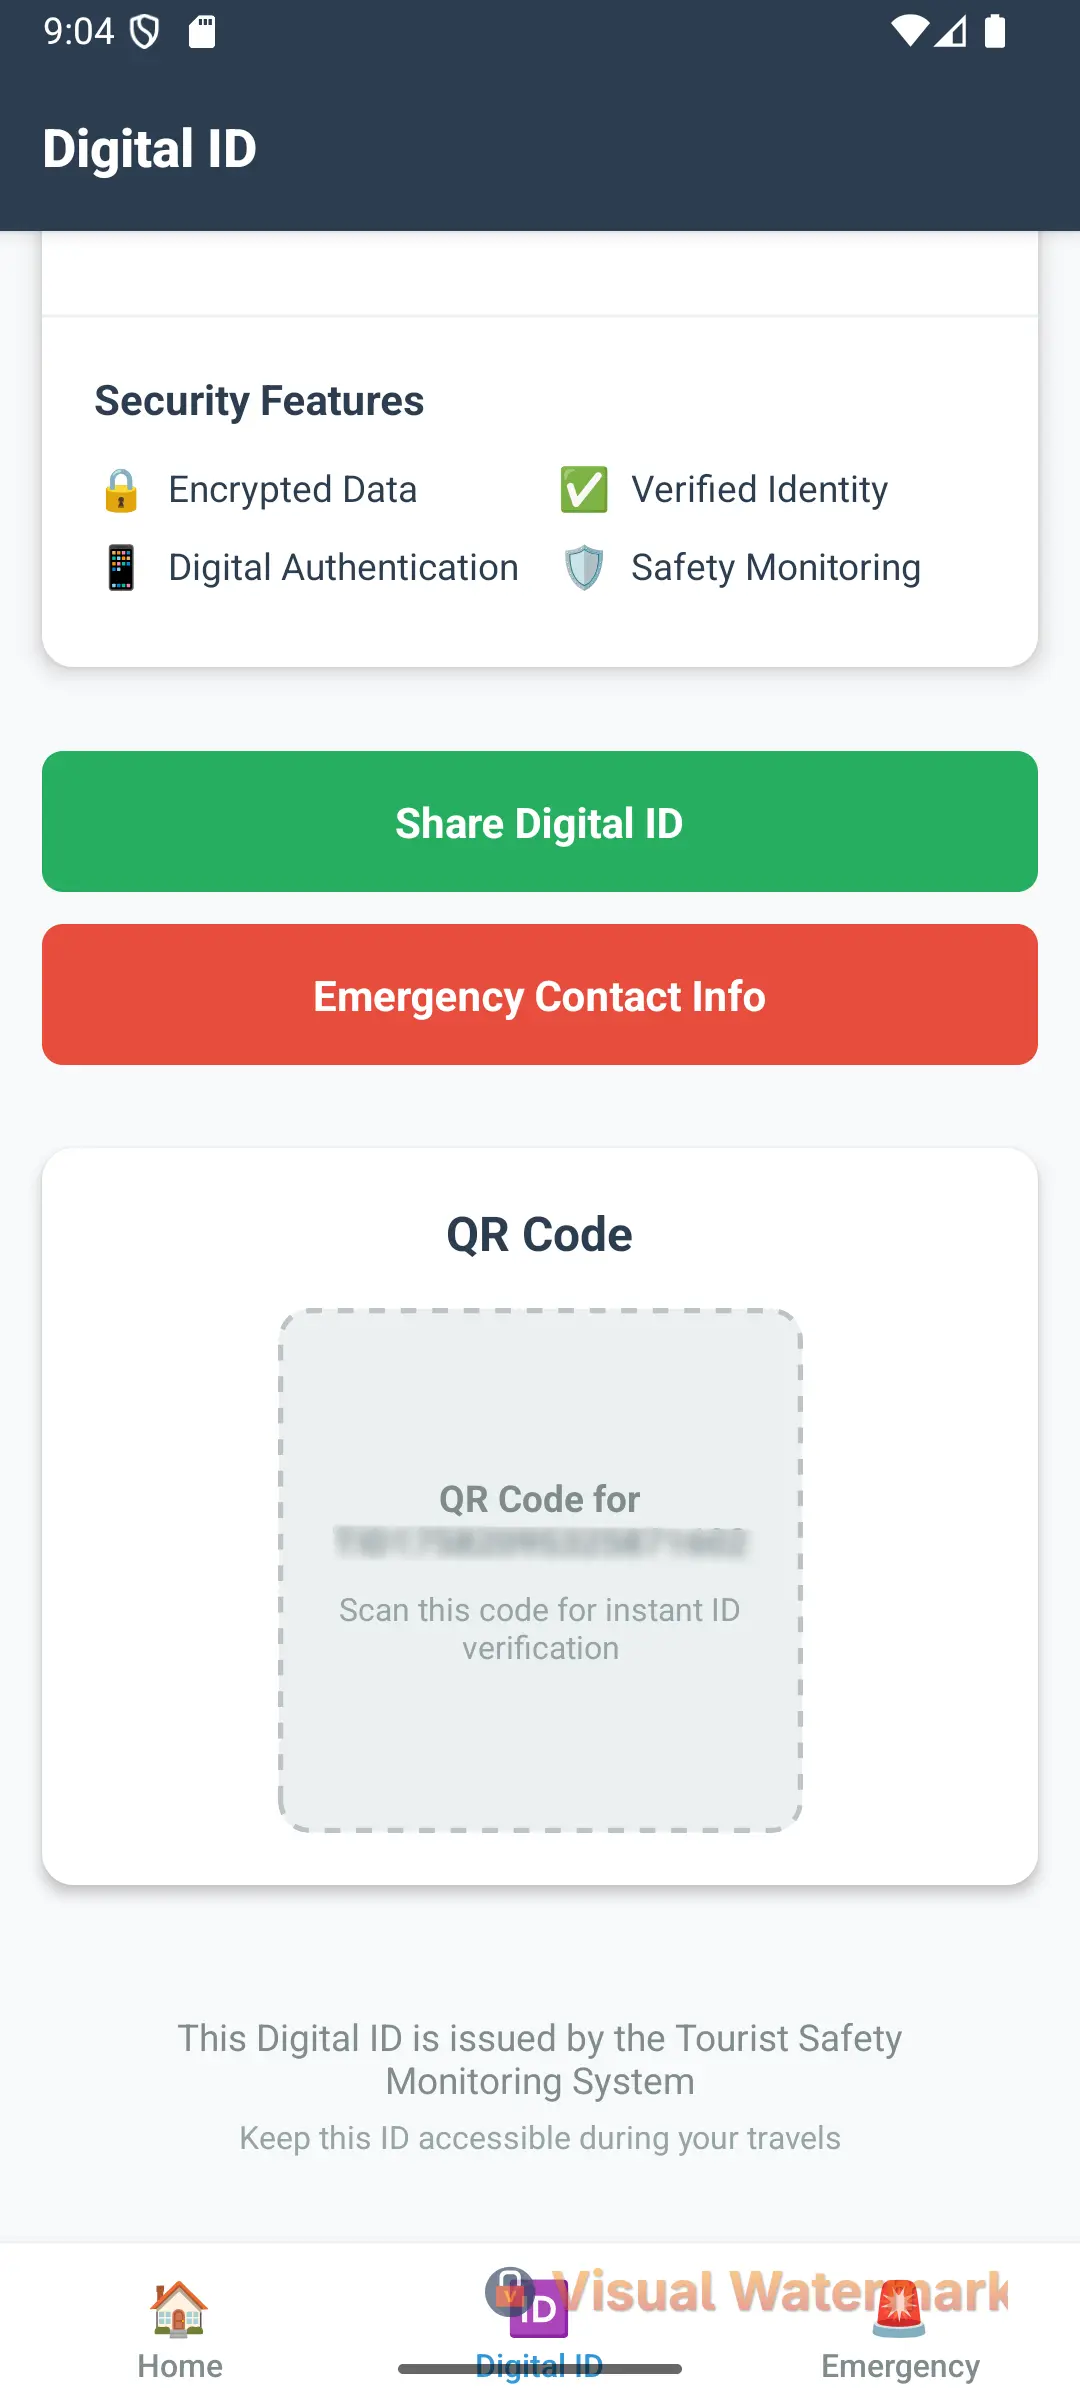 9:04
Digital ID
Security Features
Encrypted Data
Verified Identity
Digital Authentication
Safety Monitoring
Share Digital ID
Emergency Contact Info
QR Code
QR Code for
Scan this code for instant ID
verification
This Digital ID is issued by the Tourist Safety
Monitoring System
Keep this ID accessible during your travels
ID
Visual Watermark
Home
Digital ID
Emergency